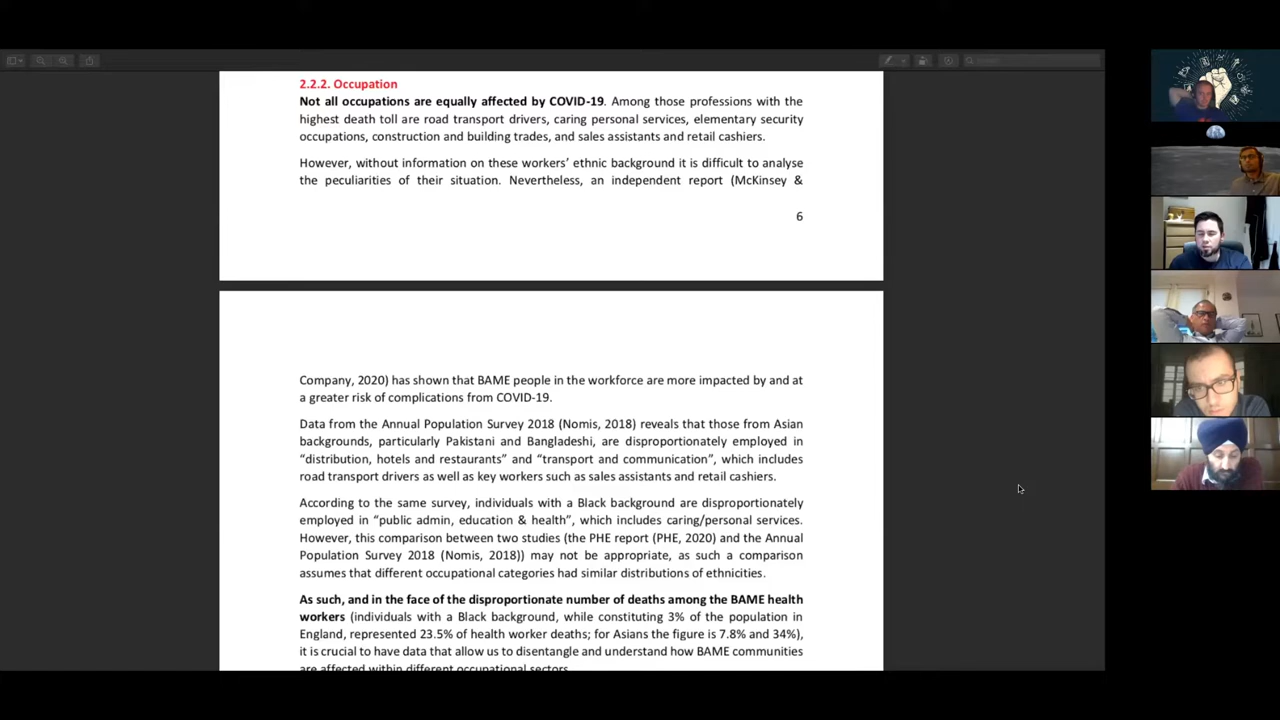 2.2.2. Occupation
Not all occupations are equally affected by COVID-19. Among those professions with the
highest death toll are road transport drivers, caring personal services, elementary security
occupations, construction and building trades, and sales assistants and retail cashiers.
However, without information on these workers’ ethnic background it is difficult to analyse
the peculiarities of their situation. Nevertheless, an independent report (McKinsey &
6
Company, 2020) has shown that BAME people in the workforce are more impacted by and at
a greater risk of complications from COVID-19.
Data from the Annual Population Survey 2018 (Nomis, 2018) reveals that those from Asian
backgrounds, particularly Pakistani and Bangladeshi, are disproportionately employed in
“distribution, hotels and restaurants” and “transport and communication”, which includes
road transport drivers as well as key workers such as sales assistants and retail cashiers.
According to the same survey, individuals with a Black background are disproportionately
employed in “public admin, education & health”, which includes caring/personal services.
However, this comparison between two studies (the PHE report (PHE, 2020) and the Annual
Population Survey 2018 (Nomis, 2018)) may not be appropriate, as such a comparison
assumes that different occupational categories had similar distributions of ethnicities.
As such, and in the face of the disproportionate number of deaths among the BAME health
workers (individuals with a Black background, while constituting 3% of the population in
England, represented 23.5% of health worker deaths; for Asians the figure is 7.8% and 34%),
it is crucial to have data that allow us to disentangle and understand how BAME communities
are affected within different occupational sectors.